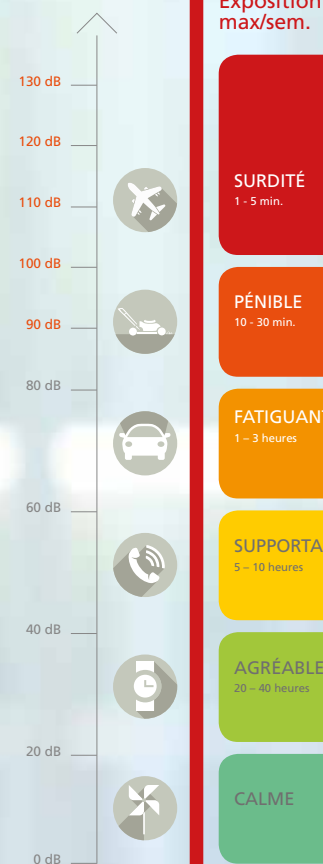 Exposition
max/sem.
130 dB
120 dB
110 dB
100 dB
90 dB
80 dB
60 dB
40 dB
20 dB
0 dB
SURDITÉ
1 - 5 min.
PÉNIBLE
10 - 30 min.
FATIGUANT
1 – 3 heures
SUPPORTA
5 – 10 heures
AGRÉABLE
20 – 40 heures
CALME